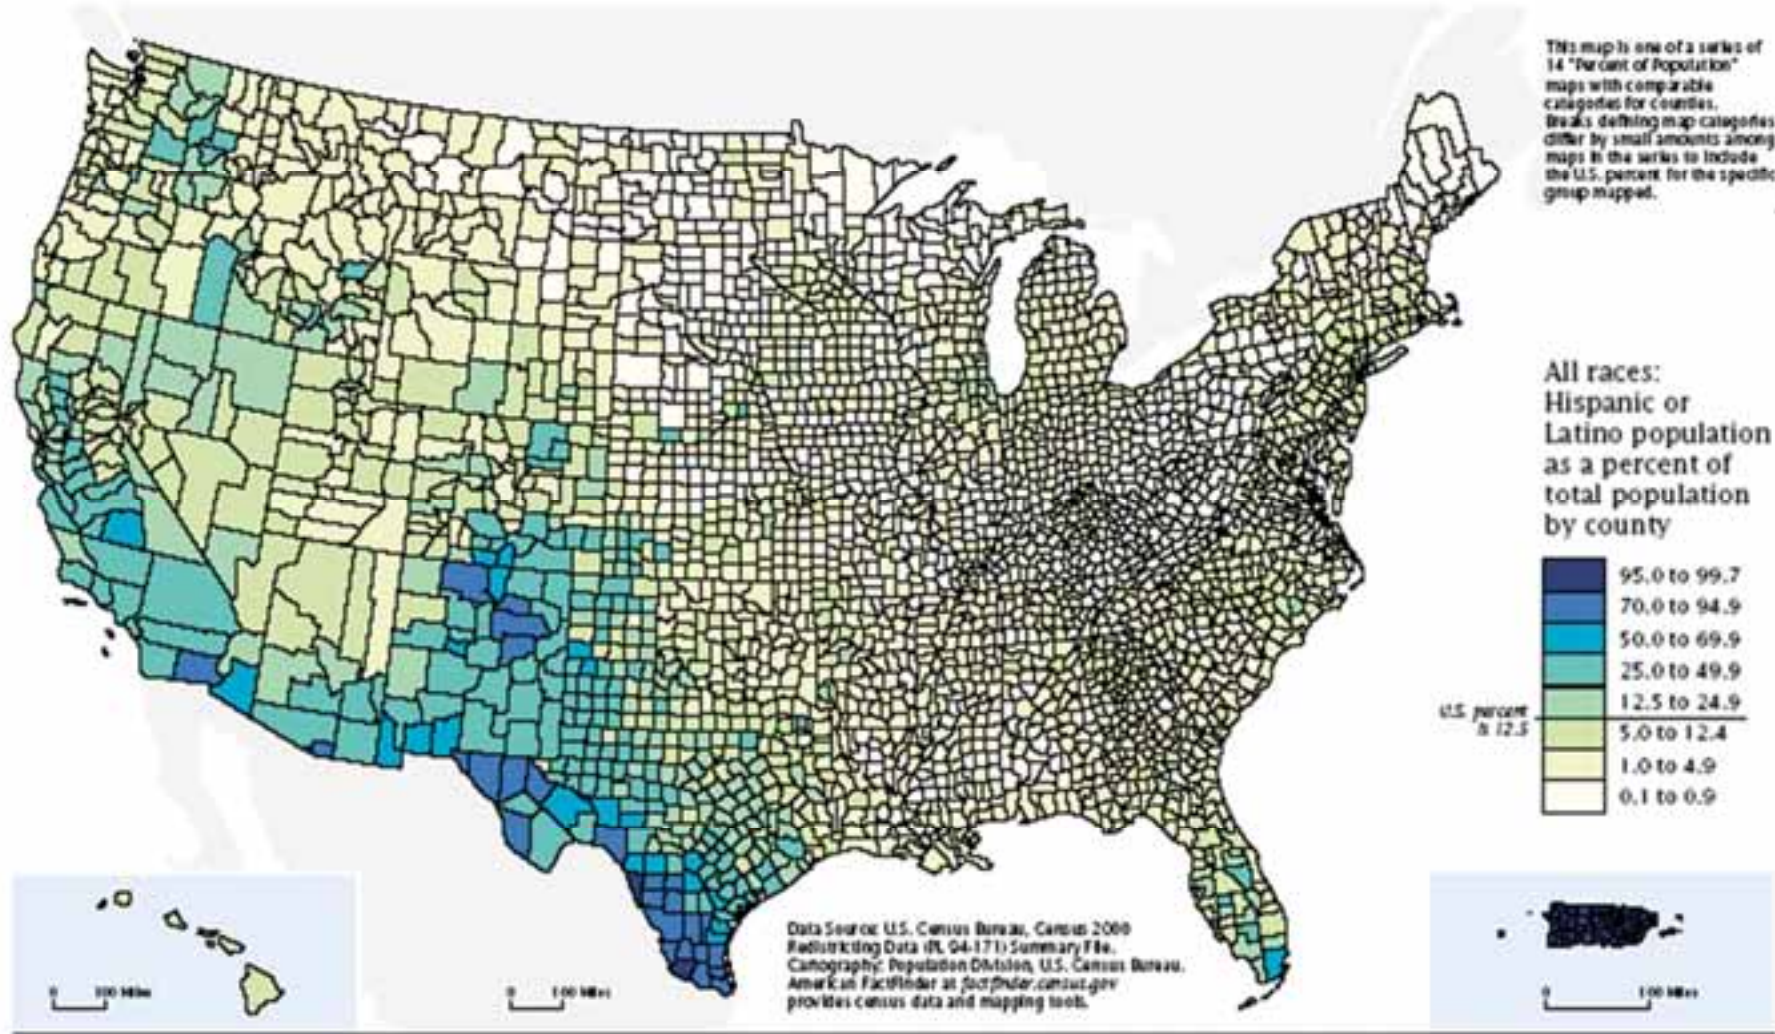 This map is one of a series of
14 "Percent of Population"
maps with comparable
categories for counties.
Breaks defining map categories
differ by small amounts among
maps in the series to include
the U.S. percent for the specific
group mapped.
All races:
Hispanic or
Latino population
as a percent of
total population
by county
95.0 to 99.7
70.0 to 94.9
50.0 to 69.9
25.0 to 49.9
12.5 to 24.9
U.S. percent
is 12.5
5.0 to 12.4
1.0 to 4.9
0.1 to 0.9
Data Source: U.S. Census Bureau, Census 2000
Redistricting Data (PL 94-171) Summary File.
Cartography: Population Division, U.S. Census Bureau.
American FactFinder at factfinder.census.gov
provides census data and mapping tools.
0 100 Miles
0 100 Miles
0 100 Miles